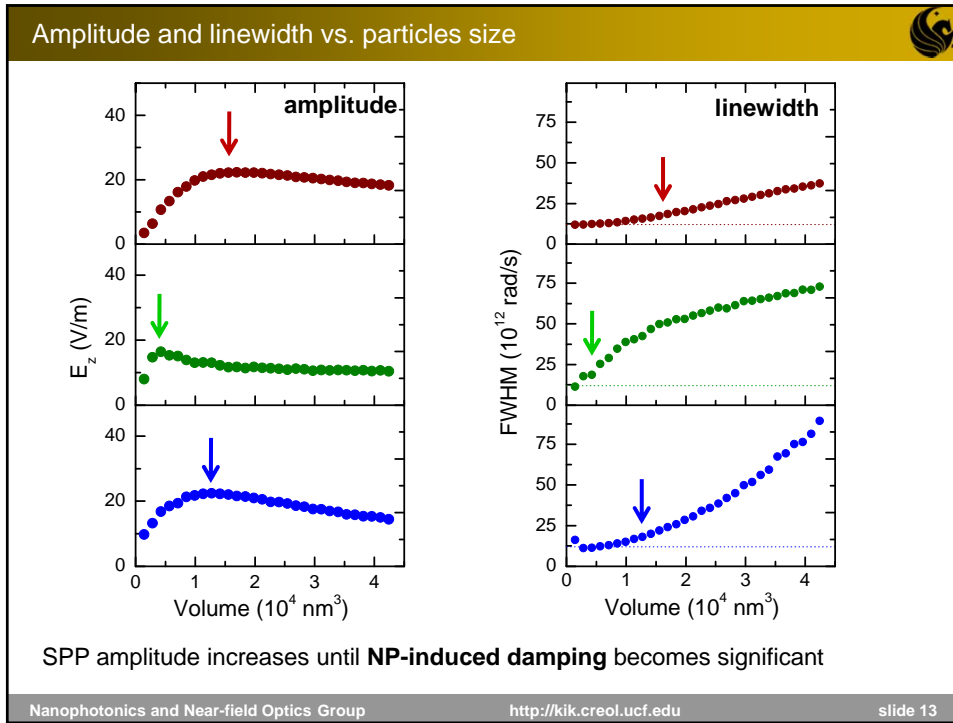 Amplitude and linewidth vs. particles size
amplitude
40
20
0
40
20
0
40
20
0
E_z (V/m)
0 1 2 3 4
Volume (10^4 nm^3)
linewidth
75
50
25
0
75
50
25
0
75
50
25
0
FWHM (10^12 rad/s)
0 1 2 3 4
Volume (10^4 nm^3)
SPP amplitude increases until NP-induced damping becomes significant
Nanophotonics and Near-field Optics Group http://kik.creol.ucf.edu slide 13